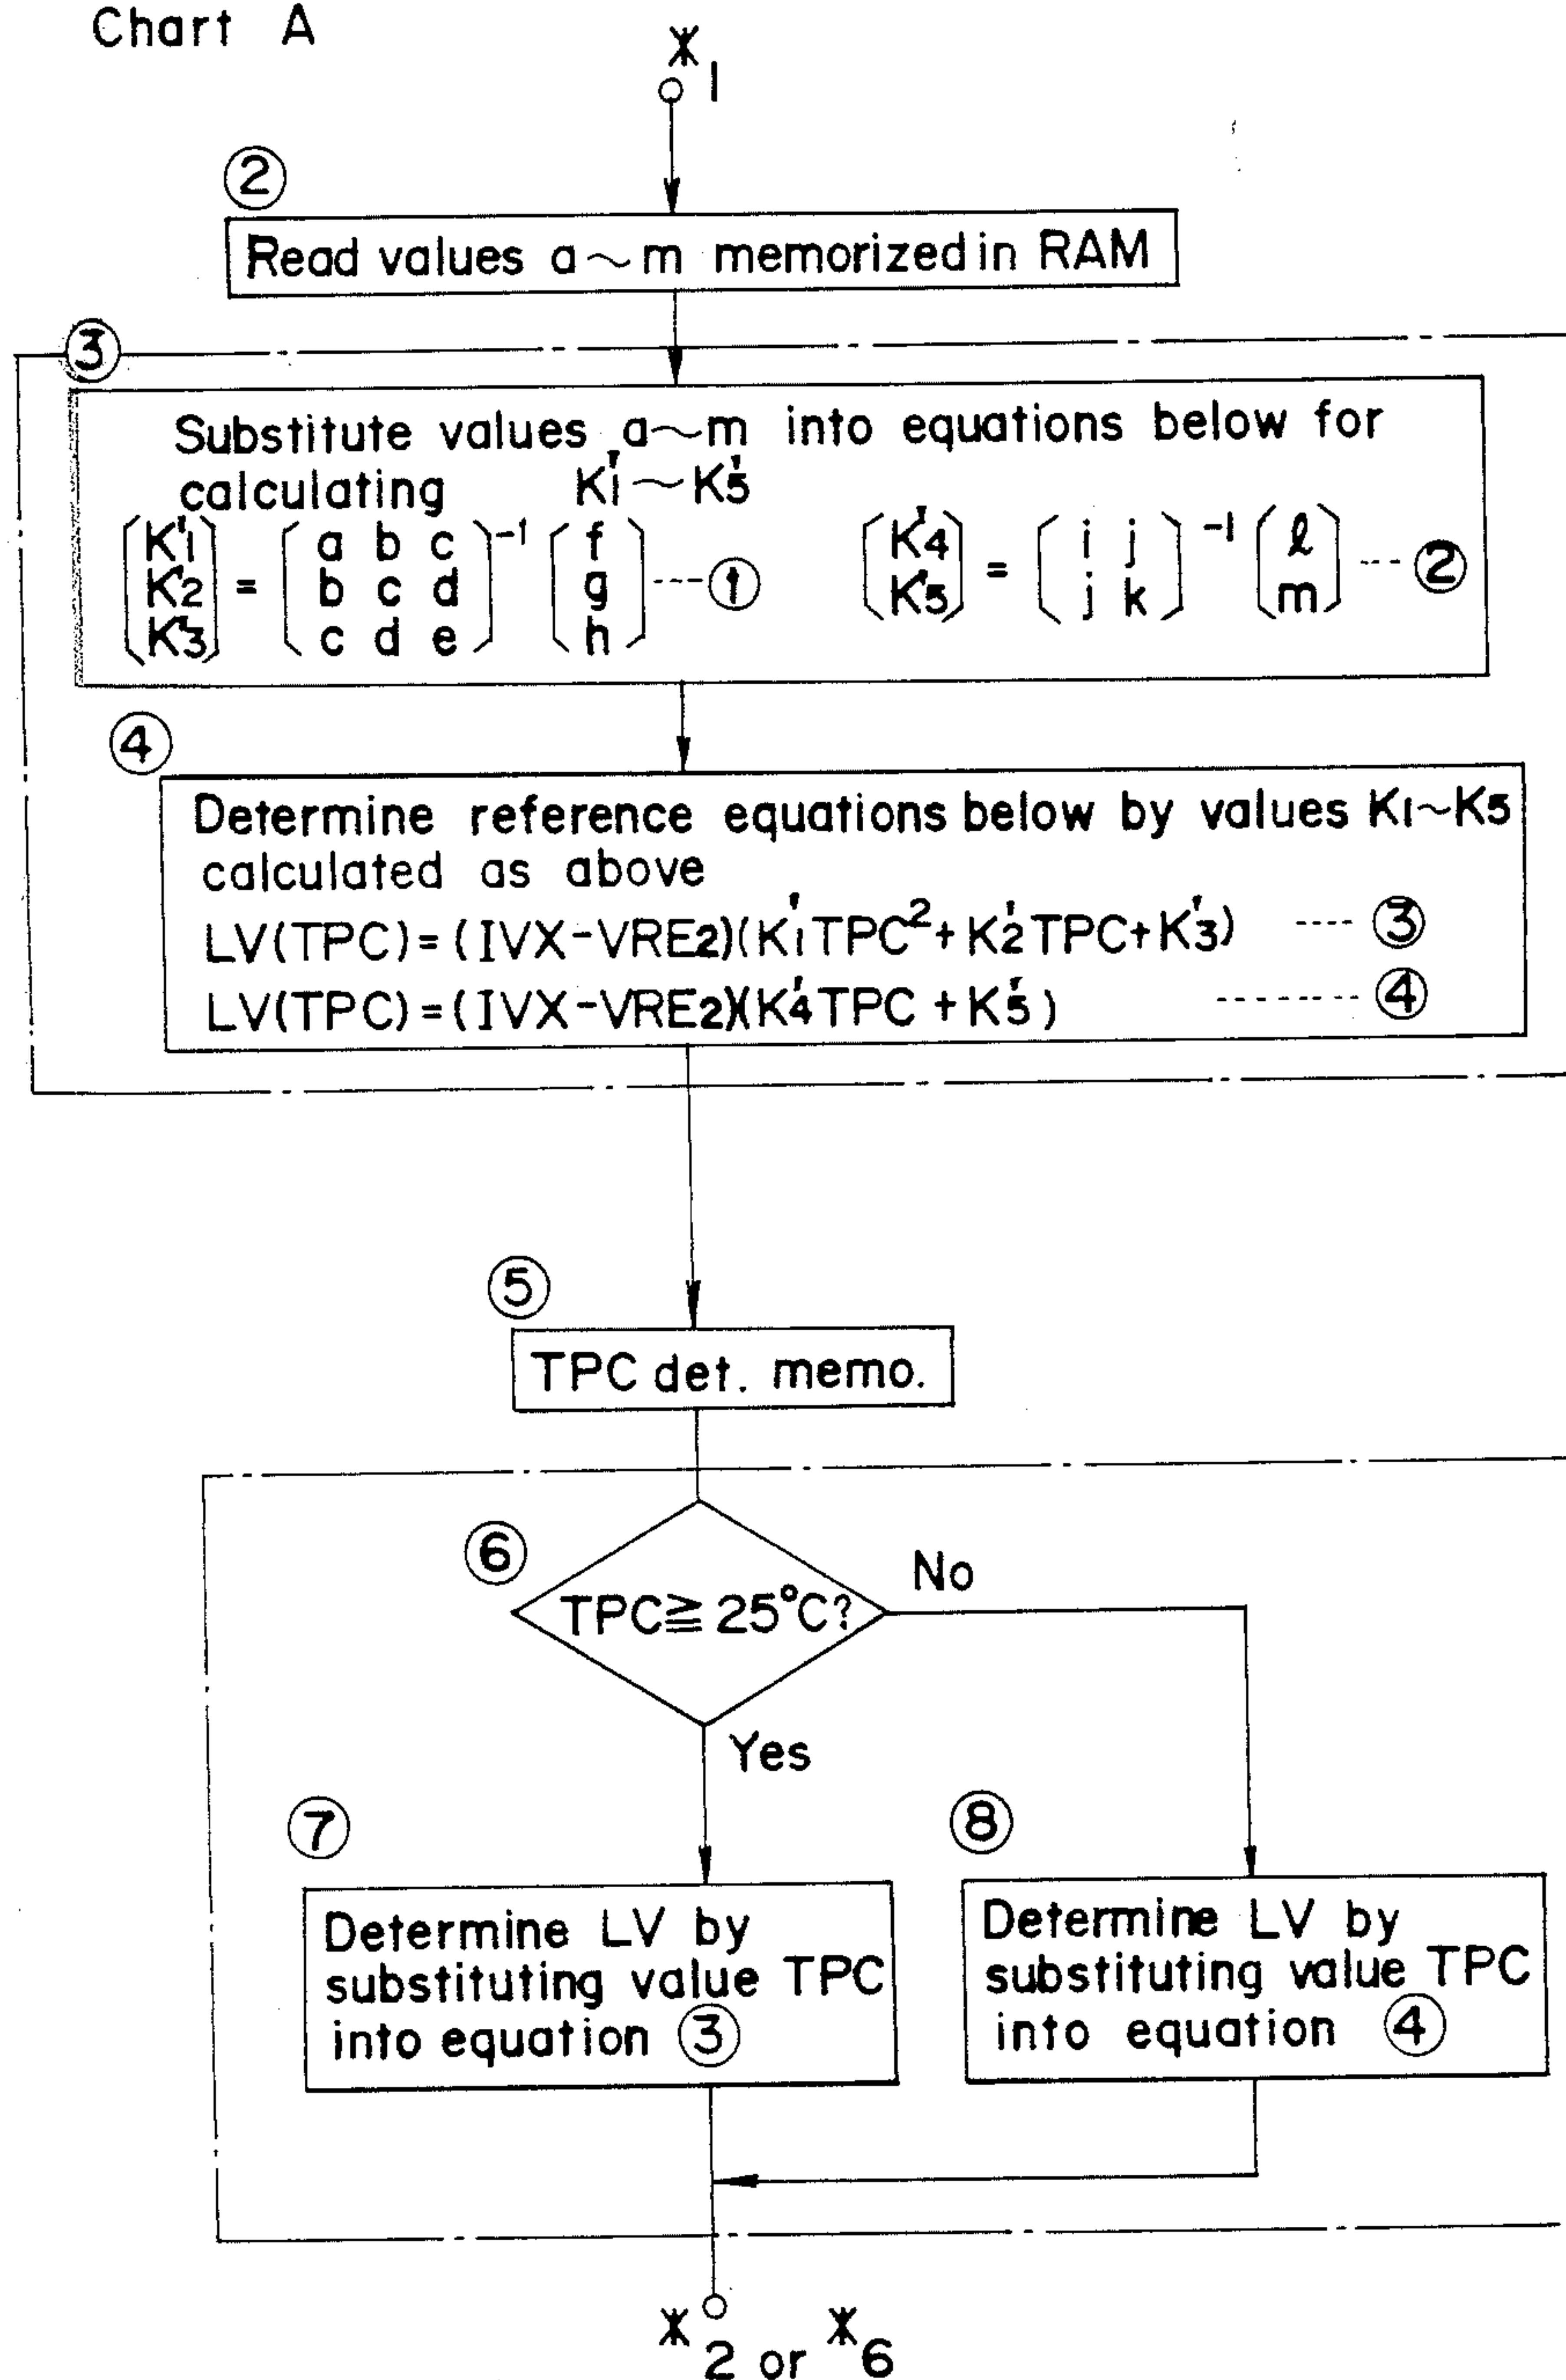 Chart A
*1
②
Read values a~m memorized in RAM
③
Substitute values a~m into equations below for
calculating K'1~K'5
(K'1 K'2 K'3) = (a b c b c d c d e)⁻¹ (f g h) ---①
(K'4 K'5) = (i j j k)⁻¹ (ℓ m) ---②
④
Determine reference equations below by values K1~K5
calculated as above
LV(TPC)=(IVX-VRE2)(K'1TPC²+K'2TPC+K'3) ----③
LV(TPC)=(IVX-VRE2)(K'4TPC+K'5) --------④
⑤
TPC det. memo.
⑥
TPC≧25°C?
No
Yes
⑦
Determine LV by
substituting value TPC
into equation ③
⑧
Determine LV by
substituting value TPC
into equation ④
*2 or *6